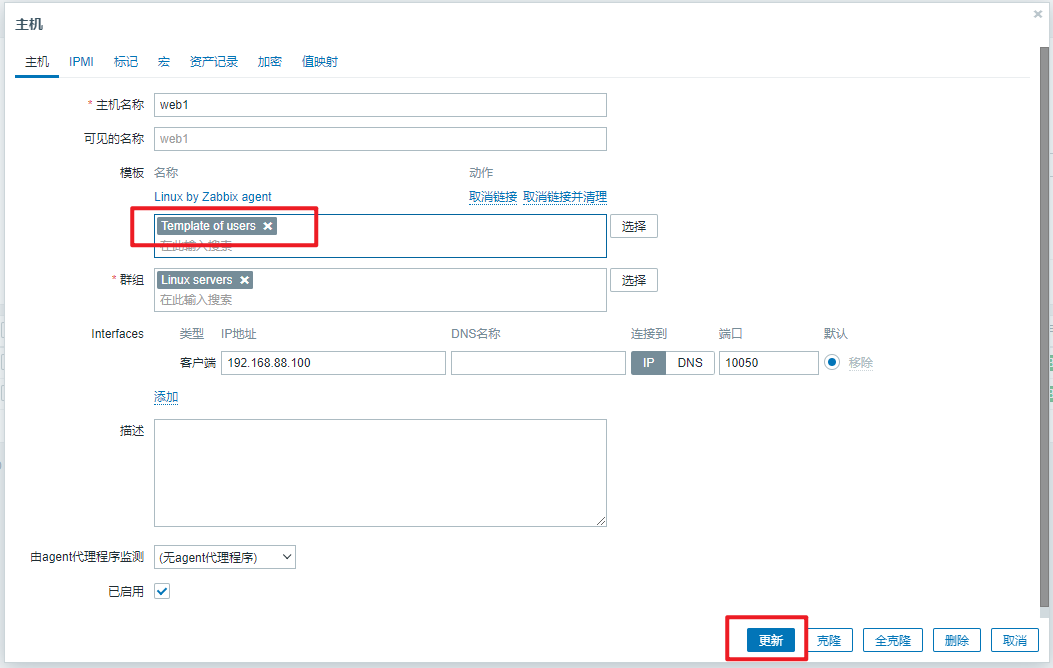 主机
主机 IPMI 标记 宏 资产记录 加密 值映射
* 主机名称 web1
可见的名称 web1
模板 名称 动作
Linux by Zabbix agent 取消链接 取消链接并清理
Template of users 选择
在此输入搜索
* 群组 Linux servers 选择
在此输入搜索
Interfaces 类型 IP地址 DNS名称 连接到 端口 默认
客户端 192.168.88.100 IP DNS 10050 移除
添加
描述
由agent代理程序监测 (无agent代理程序)
已启用
更新 克隆 全克隆 删除 取消